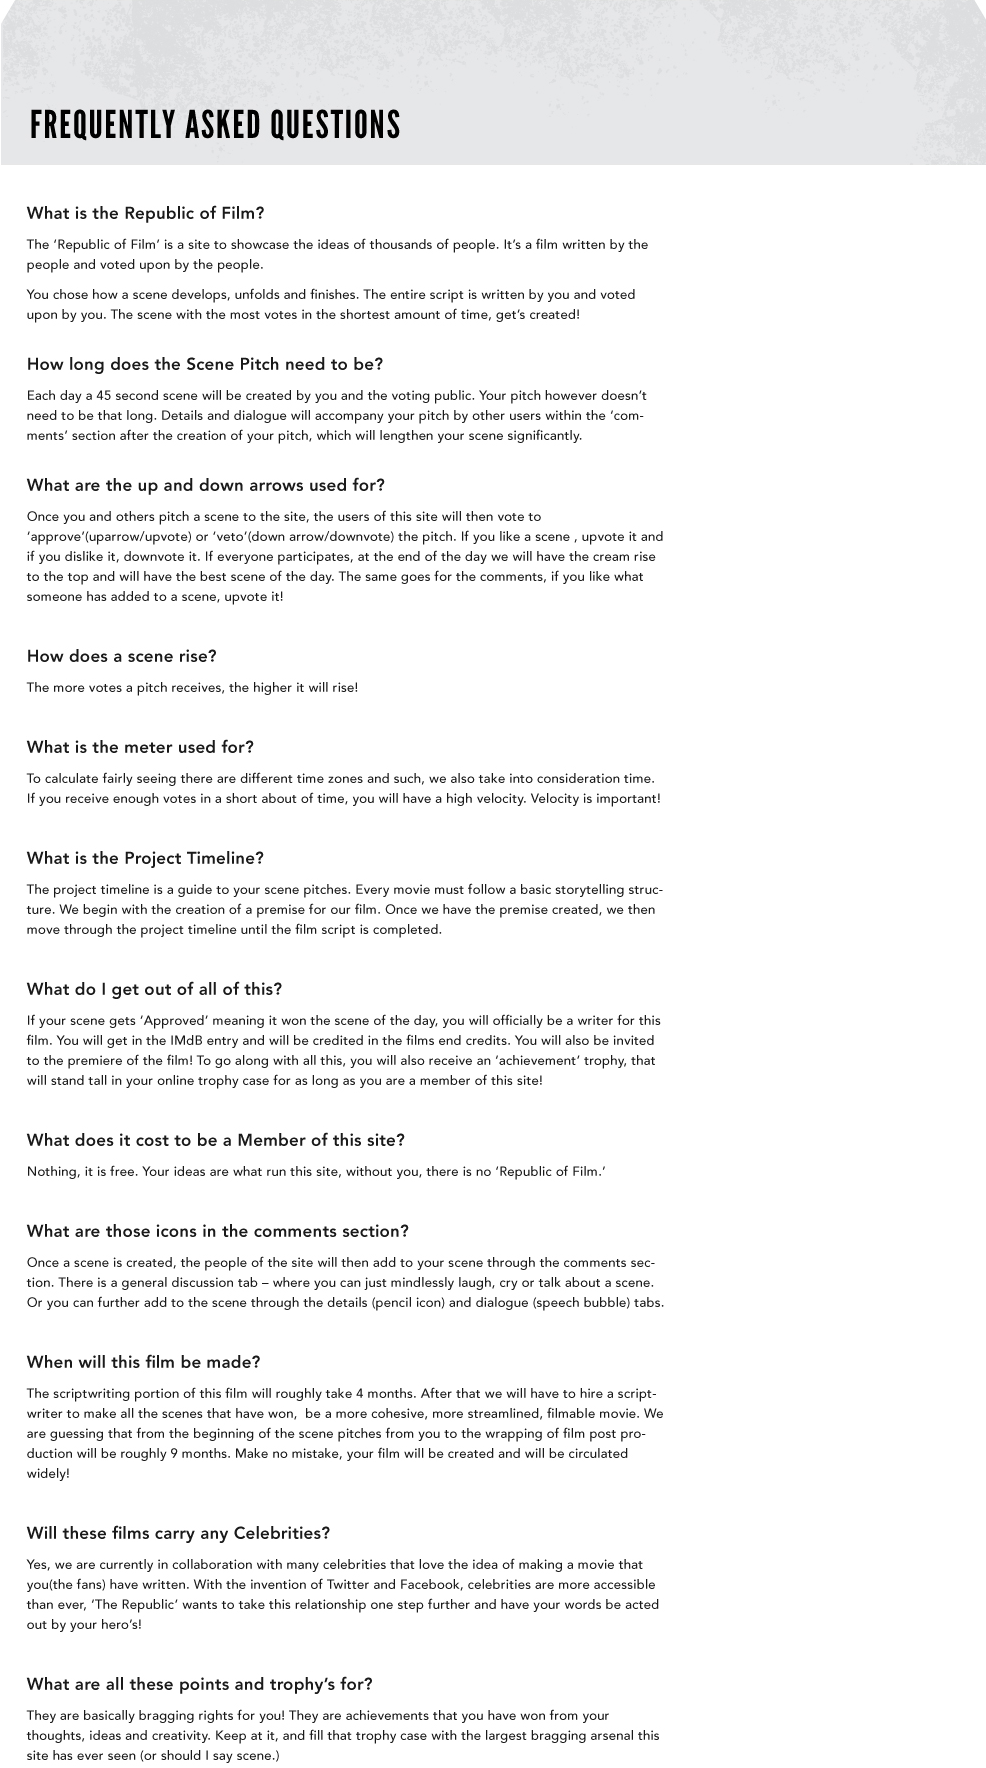 FREQUENTLY ASKED QUESTIONS
What is the Republic of Film?
The ‘Republic of Film’ is a site to showcase the ideas of thousands of people. It’s a film written by the
people and voted upon by the people.
You chose how a scene develops, unfolds and finishes. The entire script is written by you and voted
upon by you. The scene with the most votes in the shortest amount of time, get’s created!
How long does the Scene Pitch need to be?
Each day a 45 second scene will be created by you and the voting public. Your pitch however doesn’t
need to be that long. Details and dialogue will accompany your pitch by other users within the ‘com-
ments’ section after the creation of your pitch, which will lengthen your scene significantly.
What are the up and down arrows used for?
Once you and others pitch a scene to the site, the users of this site will then vote to
‘approve’(uparrow/upvote) or ‘veto’(down arrow/downvote) the pitch. If you like a scene , upvote it and
if you dislike it, downvote it. If everyone participates, at the end of the day we will have the cream rise
to the top and will have the best scene of the day. The same goes for the comments, if you like what
someone has added to a scene, upvote it!
How does a scene rise?
The more votes a pitch receives, the higher it will rise!
What is the meter used for?
To calculate fairly seeing there are different time zones and such, we also take into consideration time.
If you receive enough votes in a short about of time, you will have a high velocity. Velocity is important!
What is the Project Timeline?
The project timeline is a guide to your scene pitches. Every movie must follow a basic storytelling struc-
ture. We begin with the creation of a premise for our film. Once we have the premise created, we then
move through the project timeline until the film script is completed.
What do I get out of all of this?
If your scene gets ‘Approved’ meaning it won the scene of the day, you will officially be a writer for this
film. You will get in the IMdB entry and will be credited in the films end credits. You will also be invited
to the premiere of the film! To go along with all this, you will also receive an ‘achievement’ trophy, that
will stand tall in your online trophy case for as long as you are a member of this site!
What does it cost to be a Member of this site?
Nothing, it is free. Your ideas are what run this site, without you, there is no ‘Republic of Film.’
What are those icons in the comments section?
Once a scene is created, the people of the site will then add to your scene through the comments sec-
tion. There is a general discussion tab – where you can just mindlessly laugh, cry or talk about a scene.
Or you can further add to the scene through the details (pencil icon) and dialogue (speech bubble) tabs.
When will this film be made?
The scriptwriting portion of this film will roughly take 4 months. After that we will have to hire a script-
writer to make all the scenes that have won,  be a more cohesive, more streamlined, filmable movie. We
are guessing that from the beginning of the scene pitches from you to the wrapping of film post pro-
duction will be roughly 9 months. Make no mistake, your film will be created and will be circulated
widely!
Will these films carry any Celebrities?
Yes, we are currently in collaboration with many celebrities that love the idea of making a movie that
you(the fans) have written. With the invention of Twitter and Facebook, celebrities are more accessible
than ever, ‘The Republic’ wants to take this relationship one step further and have your words be acted
out by your hero’s!
What are all these points and trophy’s for?
They are basically bragging rights for you! They are achievements that you have won from your
thoughts, ideas and creativity. Keep at it, and fill that trophy case with the largest bragging arsenal this
site has ever seen (or should I say scene.)